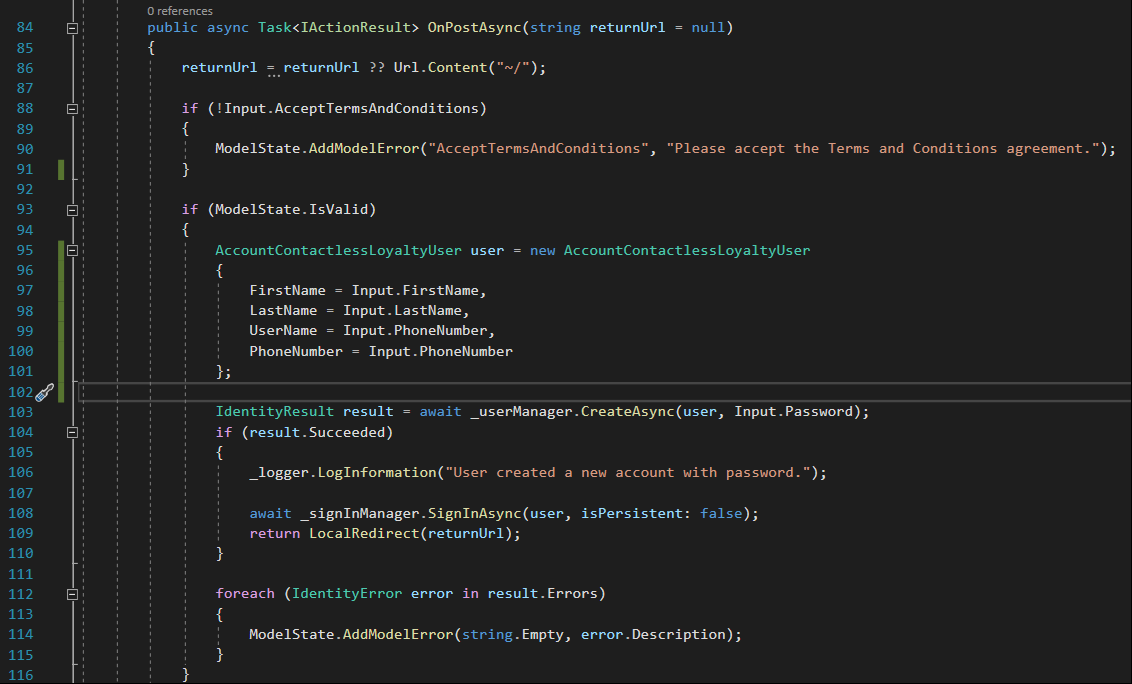 0 references
84 public async Task<IActionResult> OnPostAsync(string returnUrl = null)
85 {
86 returnUrl = returnUrl ?? Url.Content("~/");
87
88 if (!Input.AcceptTermsAndConditions)
89 {
90 ModelState.AddModelError("AcceptTermsAndConditions", "Please accept the Terms and Conditions agreement.");
91 }
92
93 if (ModelState.IsValid)
94 {
95 AccountContactlessLoyaltyUser user = new AccountContactlessLoyaltyUser
96 {
97 FirstName = Input.FirstName,
98 LastName = Input.LastName,
99 UserName = Input.PhoneNumber,
100 PhoneNumber = Input.PhoneNumber
101 };
102
103 IdentityResult result = await _userManager.CreateAsync(user, Input.Password);
104 if (result.Succeeded)
105 {
106 _logger.LogInformation("User created a new account with password.");
107
108 await _signInManager.SignInAsync(user, isPersistent: false);
109 return LocalRedirect(returnUrl);
110 }
111
112 foreach (IdentityError error in result.Errors)
113 {
114 ModelState.AddModelError(string.Empty, error.Description);
115 }
116 }